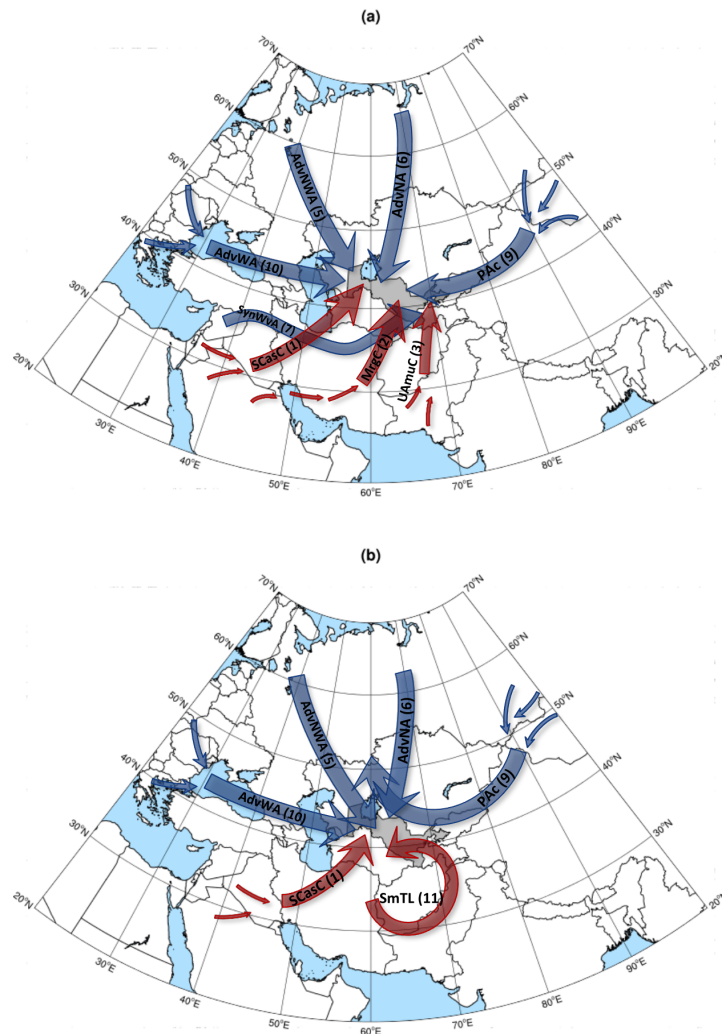 (a)
70°N
70°N
60°N
60°N
50°N
50°N
40°N
40°N
30°N
30°N
20°N
20°N
30°E
40°E
50°E
60°E
70°E
80°E
90°E
AdvNWA (5)
AdvNA (6)
AdvWA (10)
PAc (9)
SynWvA (7)
SCasC (1)
MrgC (2)
UAmuC (3)
(b)
70°N
70°N
60°N
60°N
50°N
50°N
40°N
40°N
30°N
30°N
20°N
20°N
30°E
40°E
50°E
60°E
70°E
80°E
90°E
AdvNWA (5)
AdvNA (6)
AdvWA (10)
PAc (9)
SCasC (1)
SmTL (11)